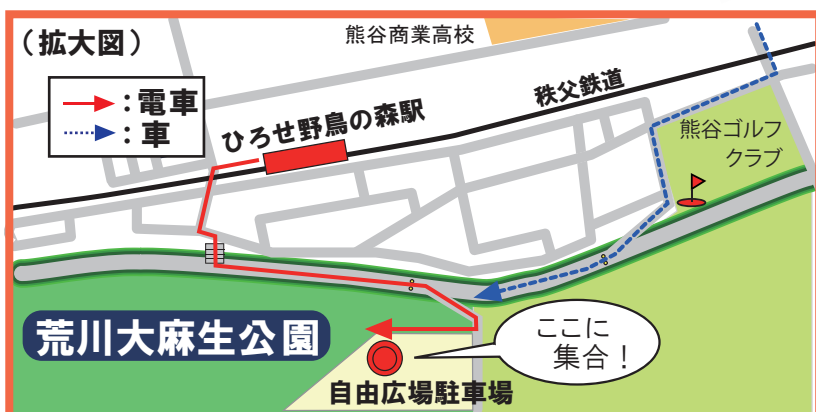 (拡大図)
熊谷商業高校
:電車
:車
ひろせ野鳥の森駅
秩父鉄道
熊谷ゴルフ
クラブ
荒川大麻生公園
ここに
集合!
自由広場駐車場